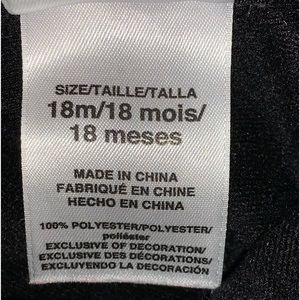 SIZE/TAILLE/TALLA
18m/18 mois/
18 meses
MADE IN CHINA
FABRIQUÉ EN CHINE
HECHO EN CHINA
100% POLYESTER/POLYESTER/
poliéster
EXCLUSIVE OF DECORATION/
EXCLUSIVE DES DÉCORATIONS/
EXCLUYENDO LA DECORACIÓN